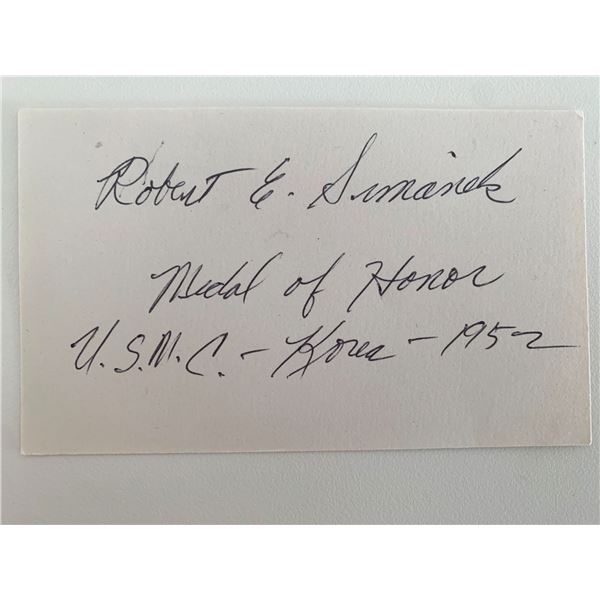 Robert E. Simanek
Medal of Honor
U.S.M.C. - Korea - 1952